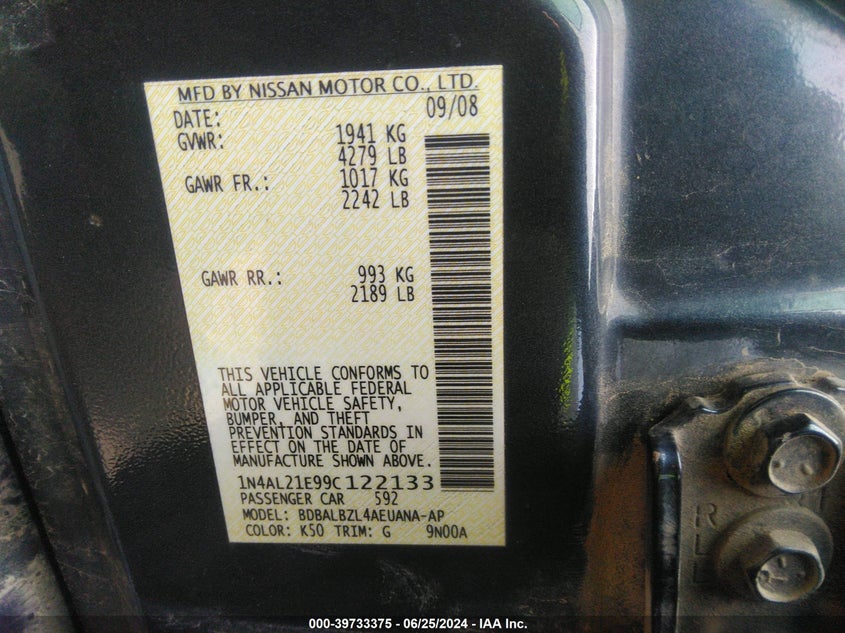 MFD BY NISSAN MOTOR CO., LTD.
DATE: 09/08
GVWR: 1941 KG
4279 LB
GAWR FR.: 1017 KG
2242 LB
GAWR RR.: 993 KG
2189 LB
THIS VEHICLE CONFORMS TO
ALL APPLICABLE FEDERAL
MOTOR VEHICLE SAFETY,
BUMPER, AND THEFT
PREVENTION STANDARDS IN
EFFECT ON THE DATE OF
MANUFACTURE SHOWN ABOVE.
1N4AL21E99C122133
PASSENGER CAR 592
MODEL: BDBALBZL4AEUANA-AP
COLOR: K50 TRIM: G 9N00A
000-39733375 - 06/25/2024 - IAA Inc.